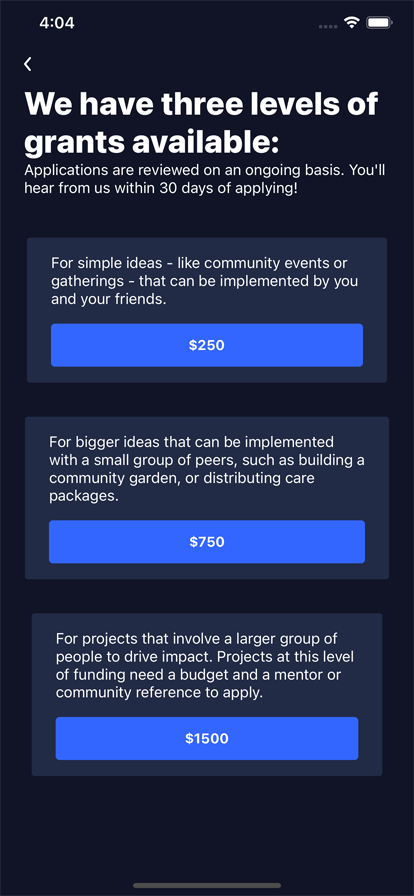 4:04
We have three levels of
grants available:
Applications are reviewed on an ongoing basis. You'll
hear from us within 30 days of applying!
For simple ideas - like community events or
gatherings - that can be implemented by you
and your friends.
$250
For bigger ideas that can be implemented
with a small group of peers, such as building a
community garden, or distributing care
packages.
$750
For projects that involve a larger group of
people to drive impact. Projects at this level
of funding need a budget and a mentor or
community reference to apply.
$1500